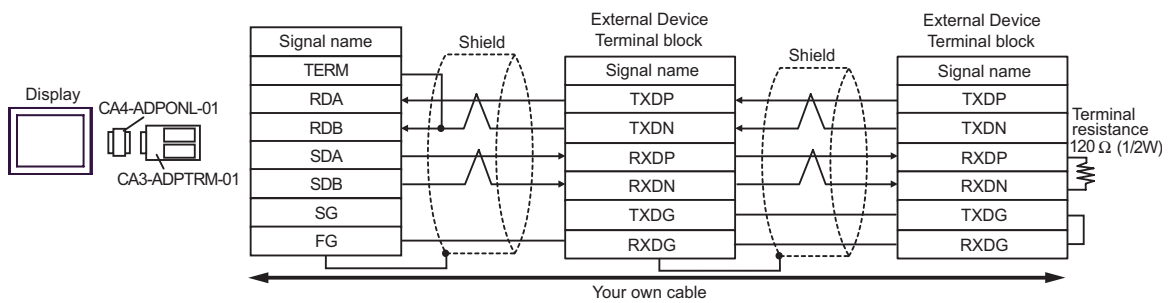 Display
CA4-ADPONL-01
CA3-ADPTRM-01
Signal name
TERM
RDA
RDB
SDA
SDB
SG
FG
Shield
External Device
Terminal block
Signal name
TXDP
TXDN
RXDP
RXDN
TXDG
RXDG
Shield
External Device
Terminal block
Signal name
TXDP
TXDN
RXDP
RXDN
TXDG
RXDG
Terminal
resistance
120 Ω (1/2W)
Your own cable